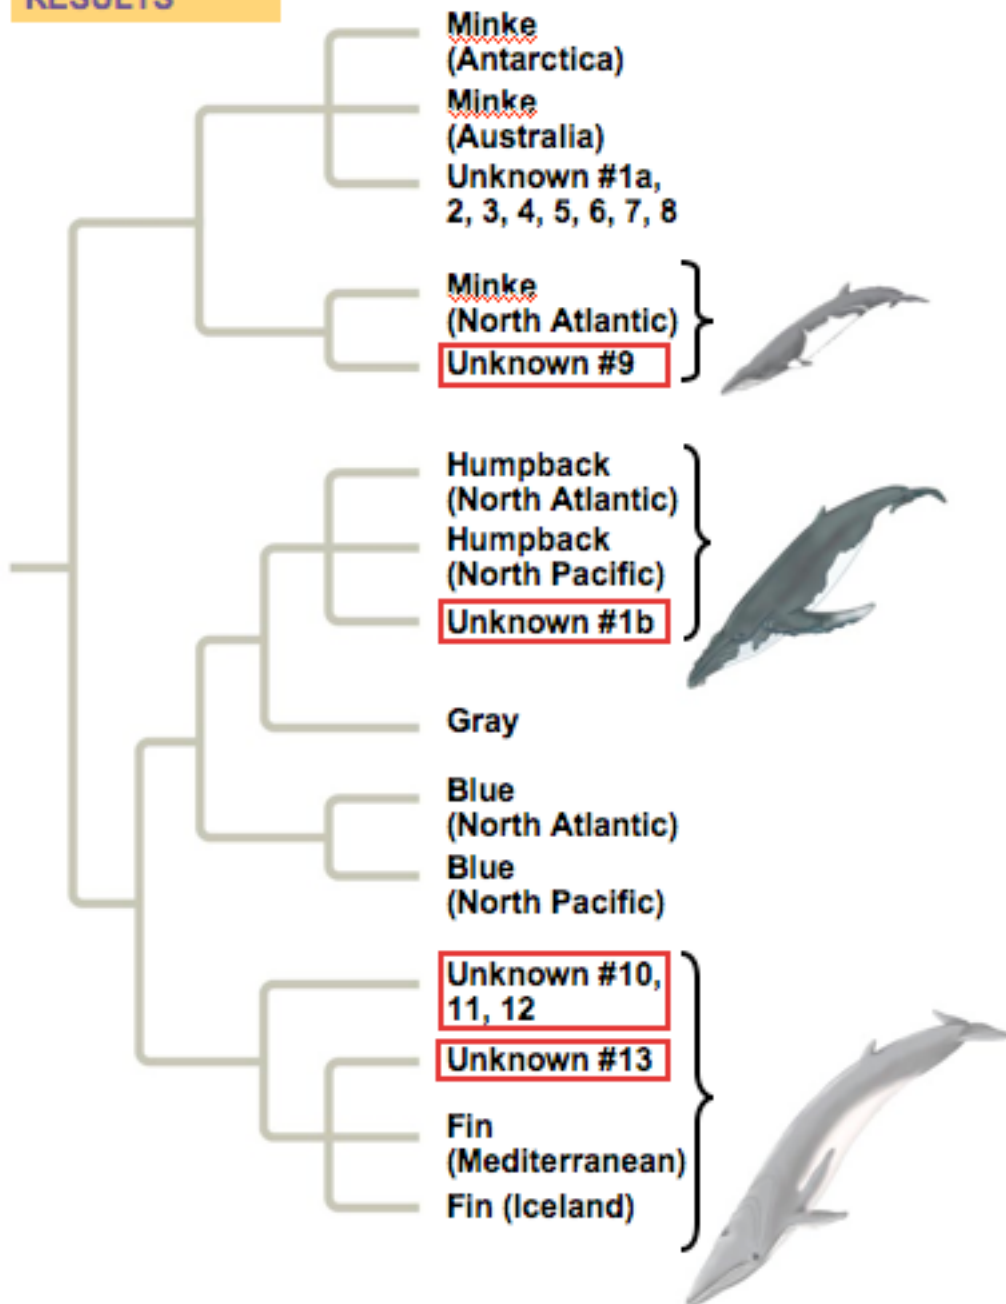 RESULTS
Minke
(Antarctica)
Minke
(Australia)
Unknown #1a,
2, 3, 4, 5, 6, 7, 8
Minke
(North Atlantic)
Unknown #9
Humpback
(North Atlantic)
Humpback
(North Pacific)
Unknown #1b
Gray
Blue
(North Atlantic)
Blue
(North Pacific)
Unknown #10,
11, 12
Unknown #13
Fin
(Mediterranean)
Fin (Iceland)